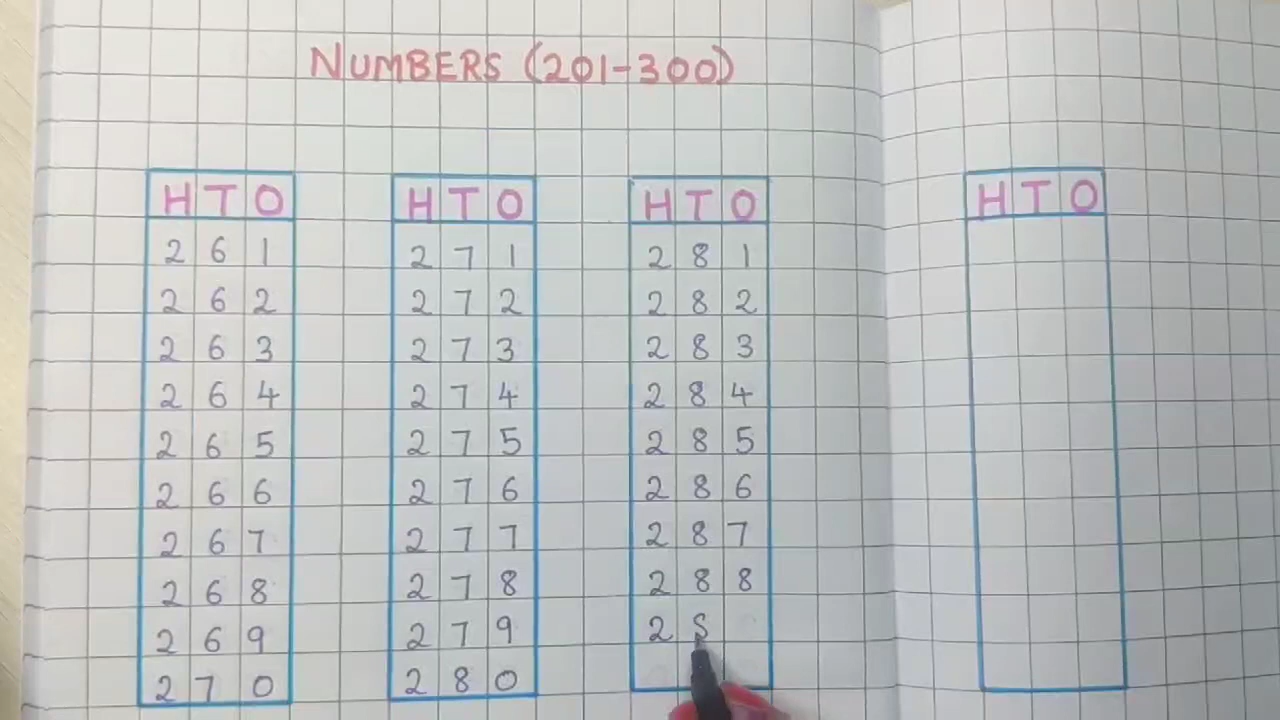 NUMBERS (201-300)
H T O
2 6 1
2 6 2
2 6 3
2 6 4
2 6 5
2 6 6
2 6 7
2 6 8
2 6 9
2 7 0
H T O
2 7 1
2 7 2
2 7 3
2 7 4
2 7 5
2 7 6
2 7 7
2 7 8
2 7 9
2 8 0
H T O
2 8 1
2 8 2
2 8 3
2 8 4
2 8 5
2 8 6
2 8 7
2 8 8
2
H T O